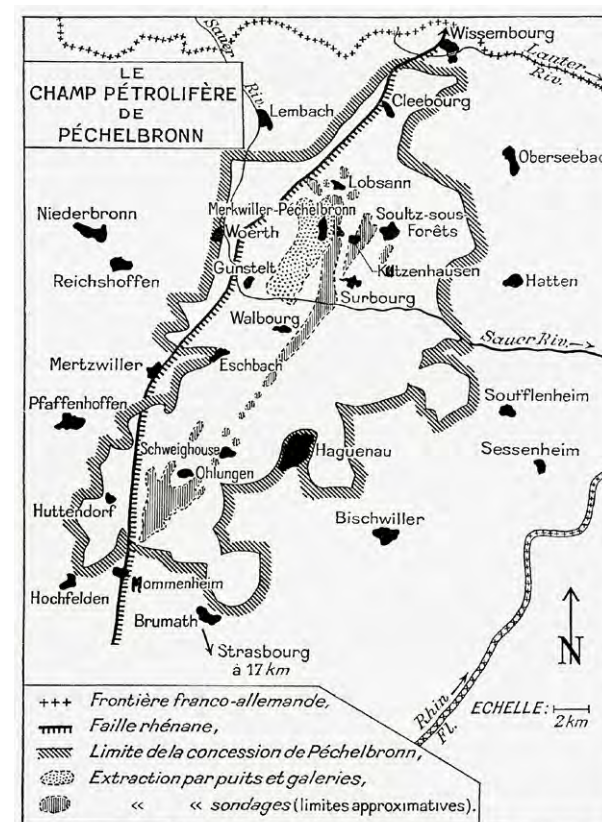 LE
CHAMP PÉTROLIFÈRE
DE
PÉCHELBRONN
Sauer
Riv.
Wissembourg
Lauter
Riv.
Lembach
Cleebourg
Oberseebach
Lobsann
Niederbronn
Merkwiller-Péchelbronn
Soultz-sous-
Forêts
Woerth
Reichshoffen
Gunstelt
Kutzenhausen
Hatten
Surbourg
Walbourg
Sauer Riv.
Eschbach
Mertzwiller
Pfaffenhoffen
Soufflenheim
Schweighouse
Haguenau
Sessenheim
Ohlungen
Huttendorf
Bischwiller
Mommenheim
Hochfelden
Brumath
Strasbourg
à 17 km
N
Rhin
Fl.
ECHELLE:
2 km
+++ Frontière franco-allemande,
Faille rhénane,
Limite de la concession de Péchelbronn,
Extraction par puits et galeries,
« « sondages (limites approximatives).